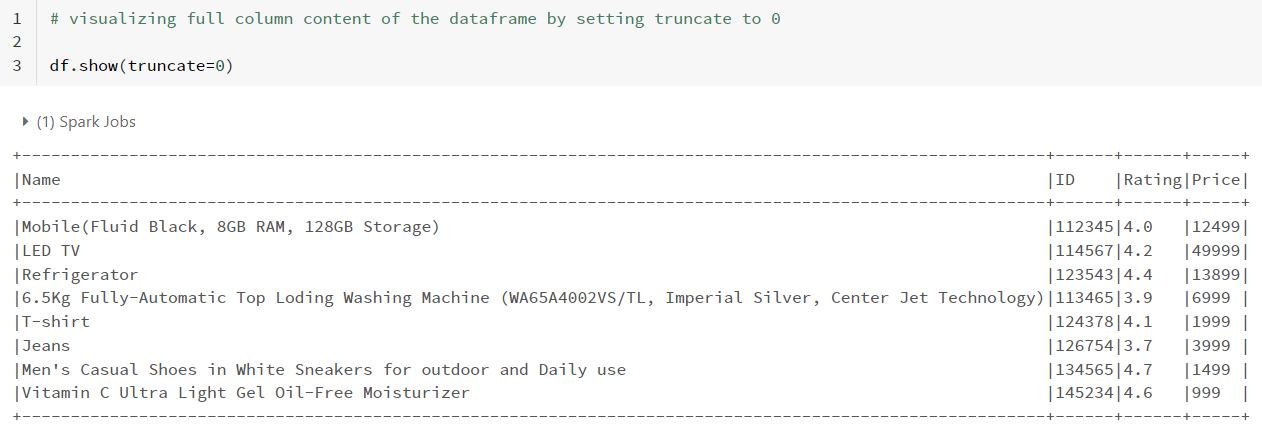 1 # visualizing full column content of the dataframe by setting truncate to 0
2
3 df.show(truncate=0)
(1) Spark Jobs
+---------------------------------------------------------------------------------------------------------+------+------+-----+
|Name                                                                                                     |ID    |Rating|Price|
+---------------------------------------------------------------------------------------------------------+------+------+-----+
|Mobile(Fluid Black, 8GB RAM, 128GB Storage)                                                              |112345|4.0   |12499|
|LED TV                                                                                                   |114567|4.2   |49999|
|Refrigerator                                                                                             |123543|4.4   |13899|
|6.5Kg Fully-Automatic Top Loding Washing Machine (WA65A4002VS/TL, Imperial Silver, Center Jet Technology)|113465|3.9   |6999 |
|T-shirt                                                                                                  |124378|4.1   |1999 |
|Jeans                                                                                                    |126754|3.7   |3999 |
|Men's Casual Shoes in White Sneakers for outdoor and Daily use                                           |134565|4.7   |1499 |
|Vitamin C Ultra Light Gel Oil-Free Moisturizer                                                           |145234|4.6   |999  |
+---------------------------------------------------------------------------------------------------------+------+------+-----+